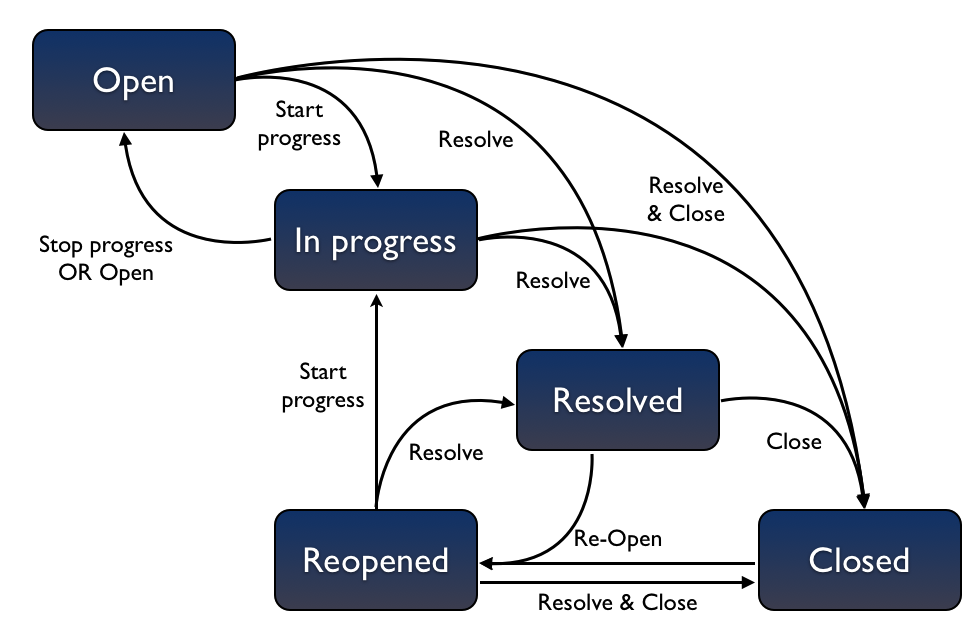 Open
Start
progress
Resolve
Resolve
& Close
Stop progress
OR Open
In progress
Resolve
Start
progress
Resolved
Resolve
Close
Re-Open
Reopened
Closed
Resolve & Close